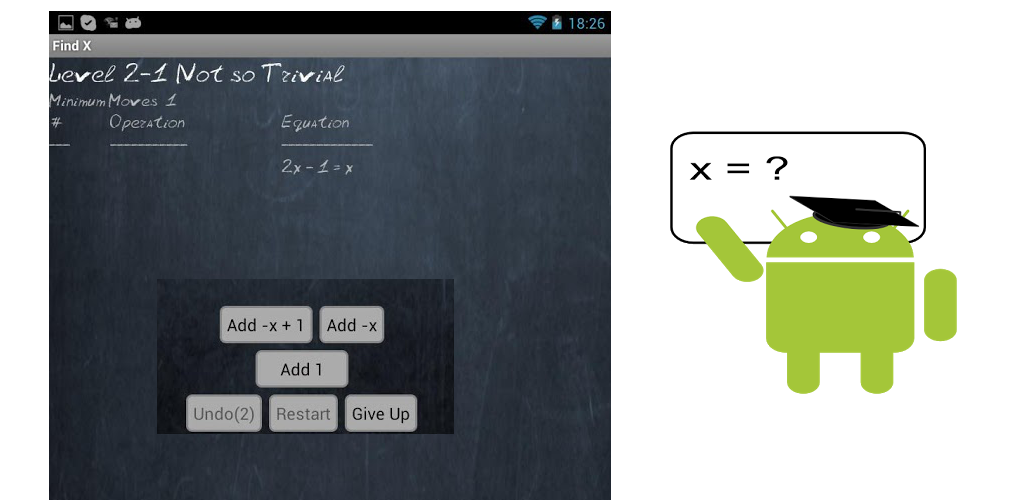 18:26
Find X
Level 2-1 Not so Trivial
Minimum Moves 1
# Operation Equation
2x - 1 = x
Add -x + 1 Add -x
Add 1
Undo(2) Restart Give Up
x = ?